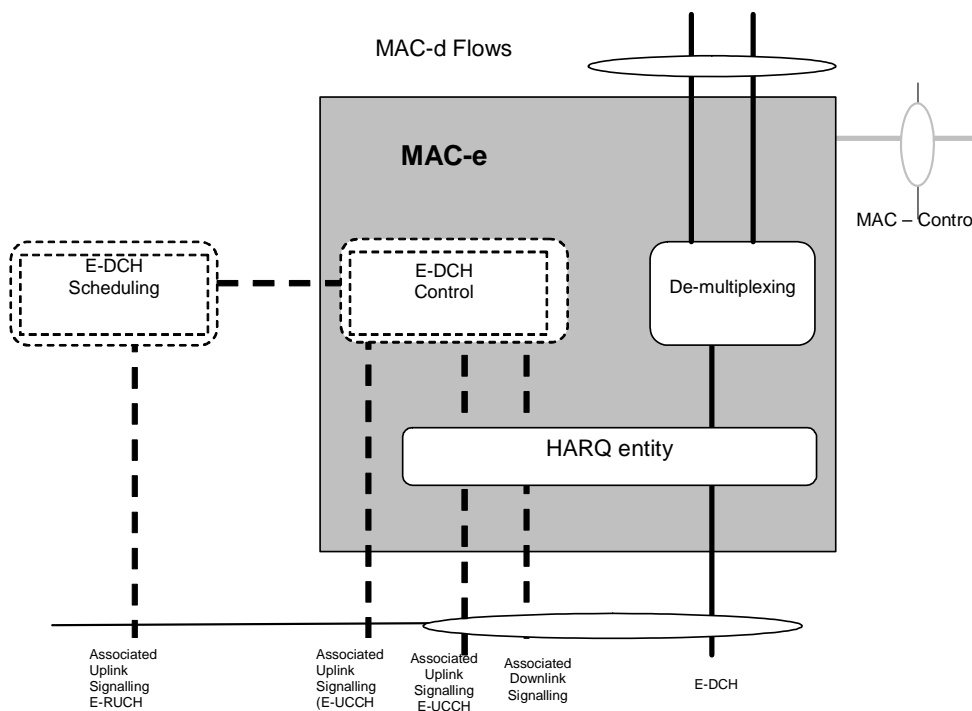 MAC-d Flows
MAC-e
MAC – Control
E-DCH
Scheduling
E-DCH
Control
De-multiplexing
HARQ entity
Associated
Uplink
Signalling
E-RUCH
Associated
Uplink
Signalling
(E-UCCH
Associated
Uplink
Signalling
E-UCCH
Associated
Downlink
Signalling
E-DCH